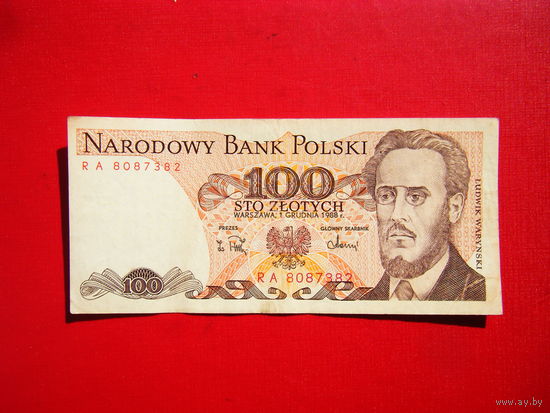 NARODOWY BANK POLSKI
RA 8087382
100
STO ZŁOTYCH
WARSZAWA, 1 GRUDNIA 1988 r.
PREZES GŁÓWNY SKARBNIK
RA 8087382
100
LUDWIK WARYŃSKI
www.ay.by